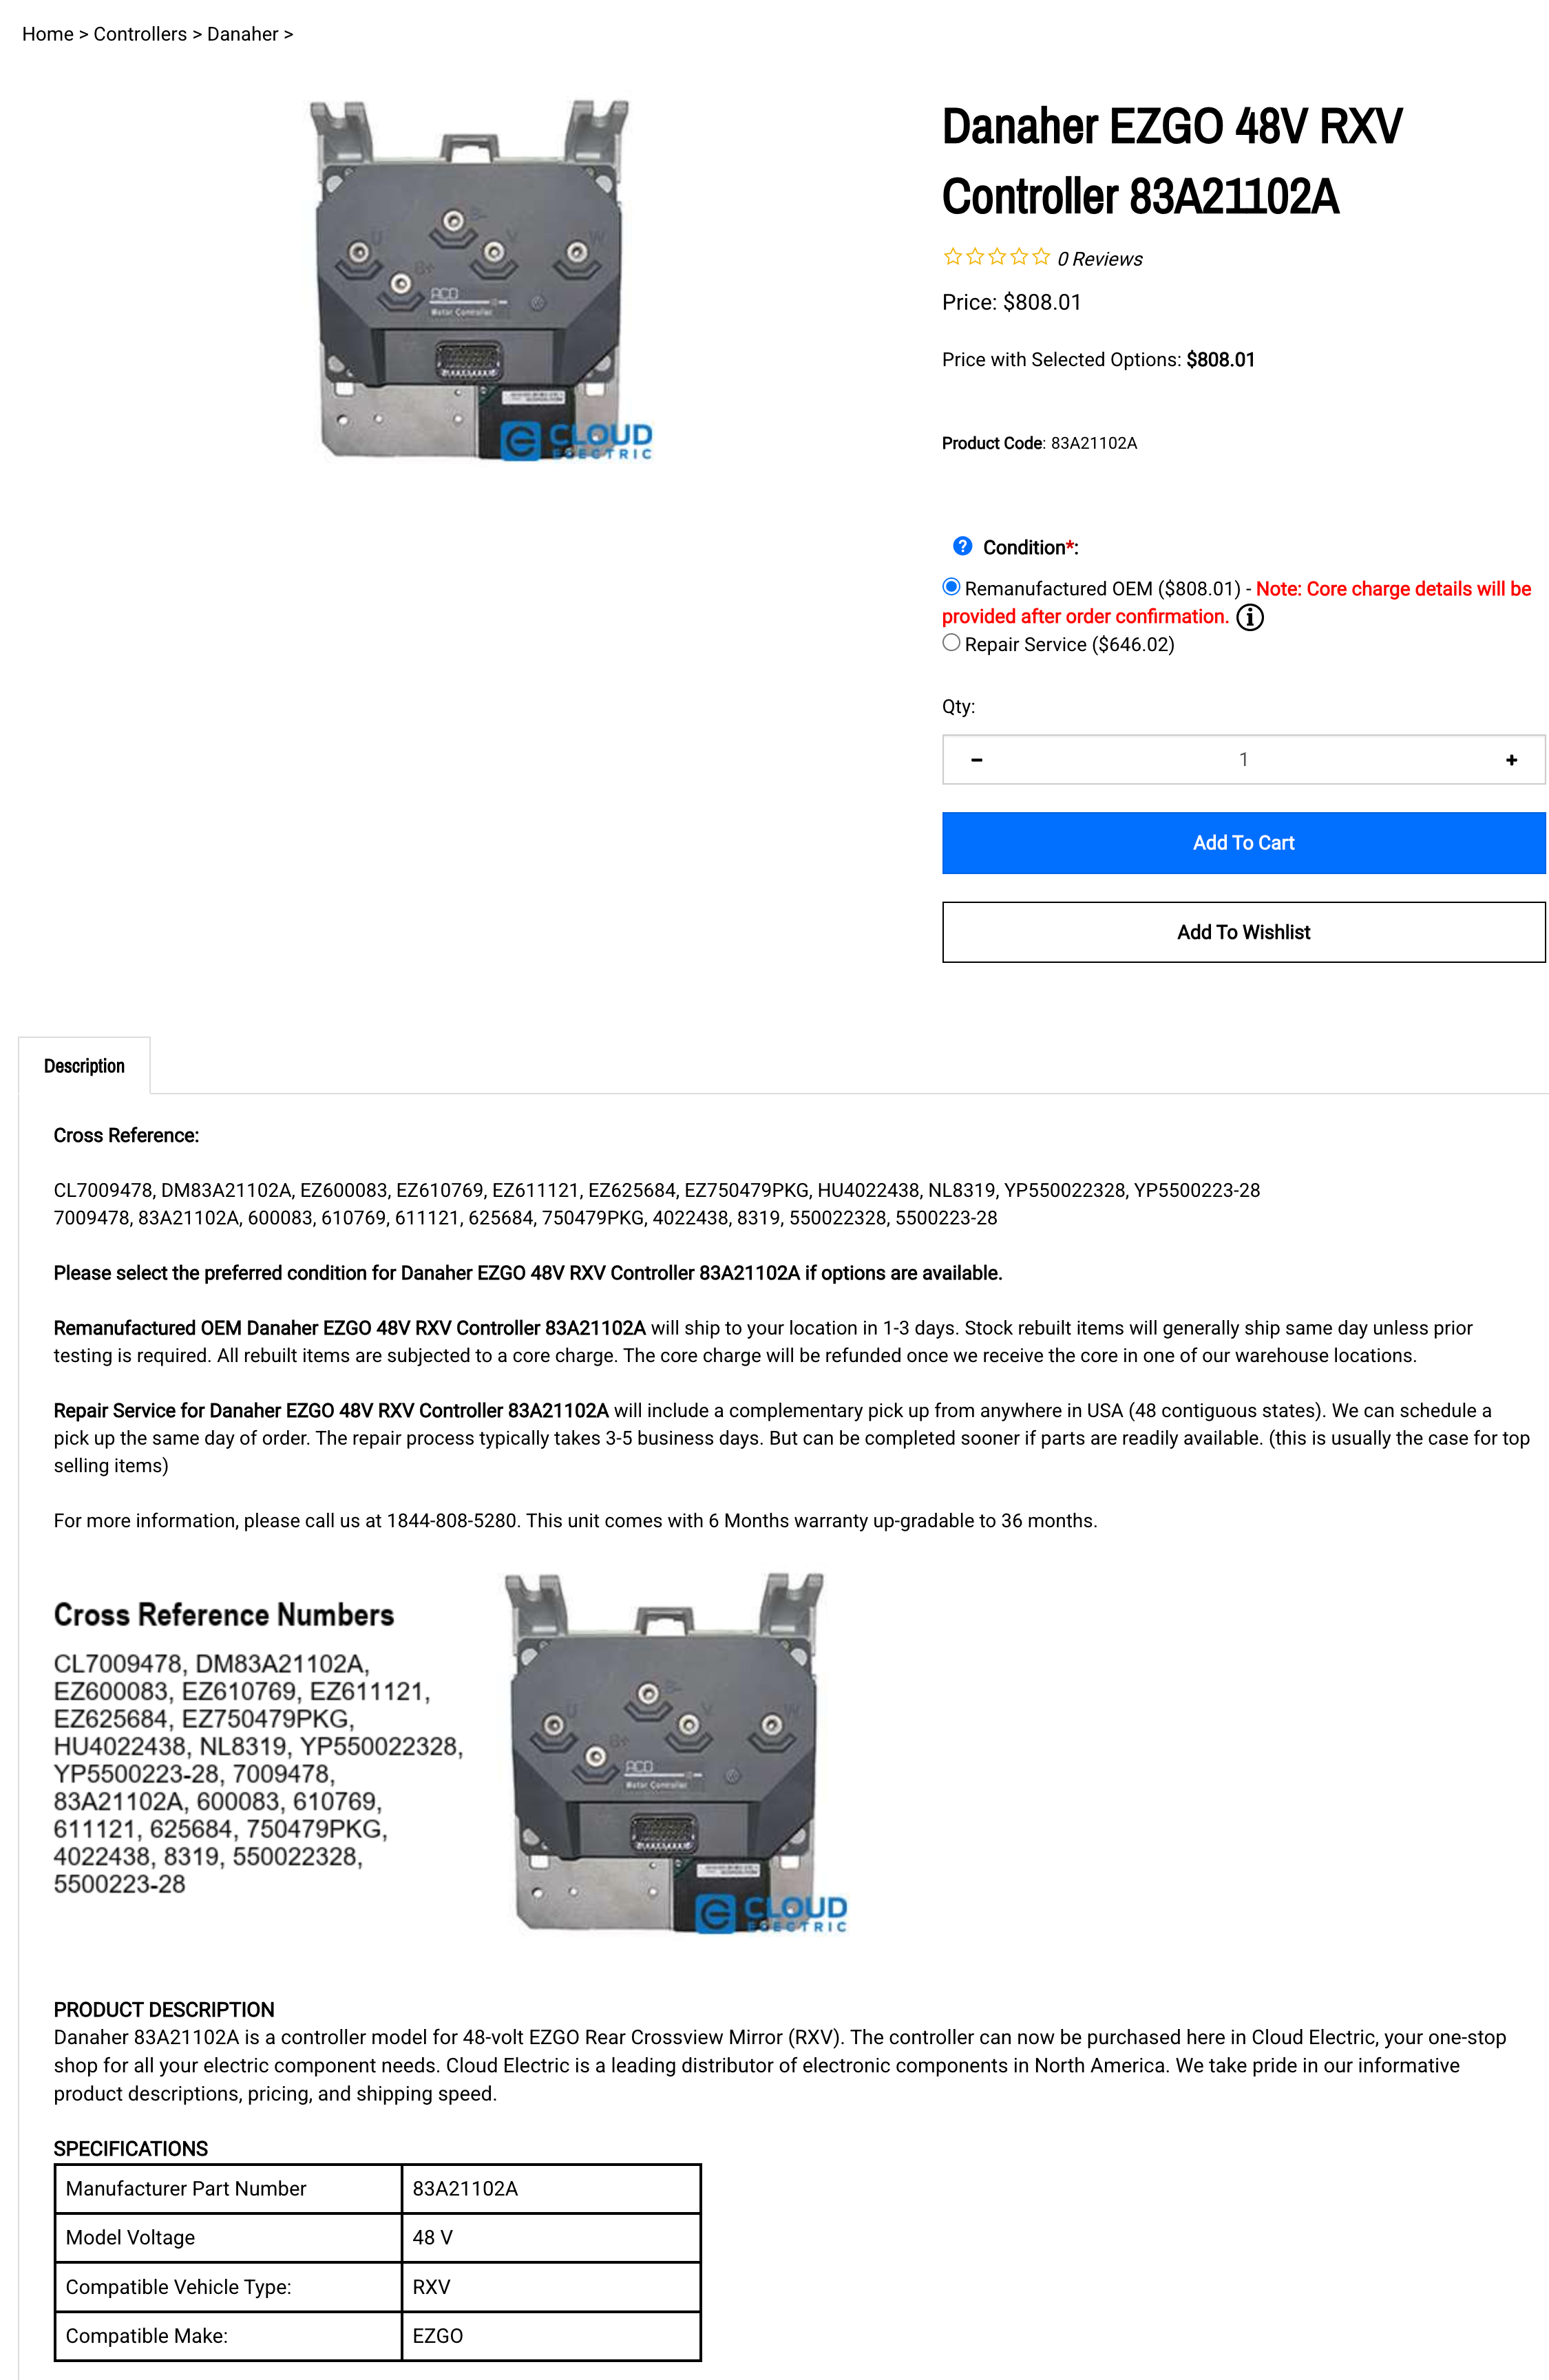 Home > Controllers > Danaher >
Danaher EZGO 48V RXV
Controller 83A21102A
0 Reviews
Price: $808.01
Price with Selected Options: $808.01
Product Code: 83A21102A
U
B-
V
W
B+
ACD
Motor Controller
CLOUD
ELECTRIC
? Condition*:
Remanufactured OEM ($808.01) - Note: Core charge details will be
provided after order confirmation. i
Repair Service ($646.02)
Qty:
− 1 +
Add To Cart
Add To Wishlist
Description
Cross Reference:
CL7009478, DM83A21102A, EZ600083, EZ610769, EZ611121, EZ625684, EZ750479PKG, HU4022438, NL8319, YP550022328, YP5500223-28
7009478, 83A21102A, 600083, 610769, 611121, 625684, 750479PKG, 4022438, 8319, 550022328, 5500223-28
Please select the preferred condition for Danaher EZGO 48V RXV Controller 83A21102A if options are available.
Remanufactured OEM Danaher EZGO 48V RXV Controller 83A21102A will ship to your location in 1-3 days. Stock rebuilt items will generally ship same day unless prior
testing is required. All rebuilt items are subjected to a core charge. The core charge will be refunded once we receive the core in one of our warehouse locations.
Repair Service for Danaher EZGO 48V RXV Controller 83A21102A will include a complementary pick up from anywhere in USA (48 contiguous states). We can schedule a
pick up the same day of order. The repair process typically takes 3-5 business days. But can be completed sooner if parts are readily available. (this is usually the case for top
selling items)
For more information, please call us at 1844-808-5280. This unit comes with 6 Months warranty up-gradable to 36 months.
Cross Reference Numbers
CL7009478, DM83A21102A,
EZ600083, EZ610769, EZ611121,
EZ625684, EZ750479PKG,
HU4022438, NL8319, YP550022328,
YP5500223-28, 7009478,
83A21102A, 600083, 610769,
611121, 625684, 750479PKG,
4022438, 8319, 550022328,
5500223-28
U
B-
V
W
B+
ACD
Motor Controller
CLOUD
ELECTRIC
PRODUCT DESCRIPTION
Danaher 83A21102A is a controller model for 48-volt EZGO Rear Crossview Mirror (RXV). The controller can now be purchased here in Cloud Electric, your one-stop
shop for all your electric component needs. Cloud Electric is a leading distributor of electronic components in North America. We take pride in our informative
product descriptions, pricing, and shipping speed.
SPECIFICATIONS
Manufacturer Part Number 83A21102A
Model Voltage 48 V
Compatible Vehicle Type: RXV
Compatible Make: EZGO